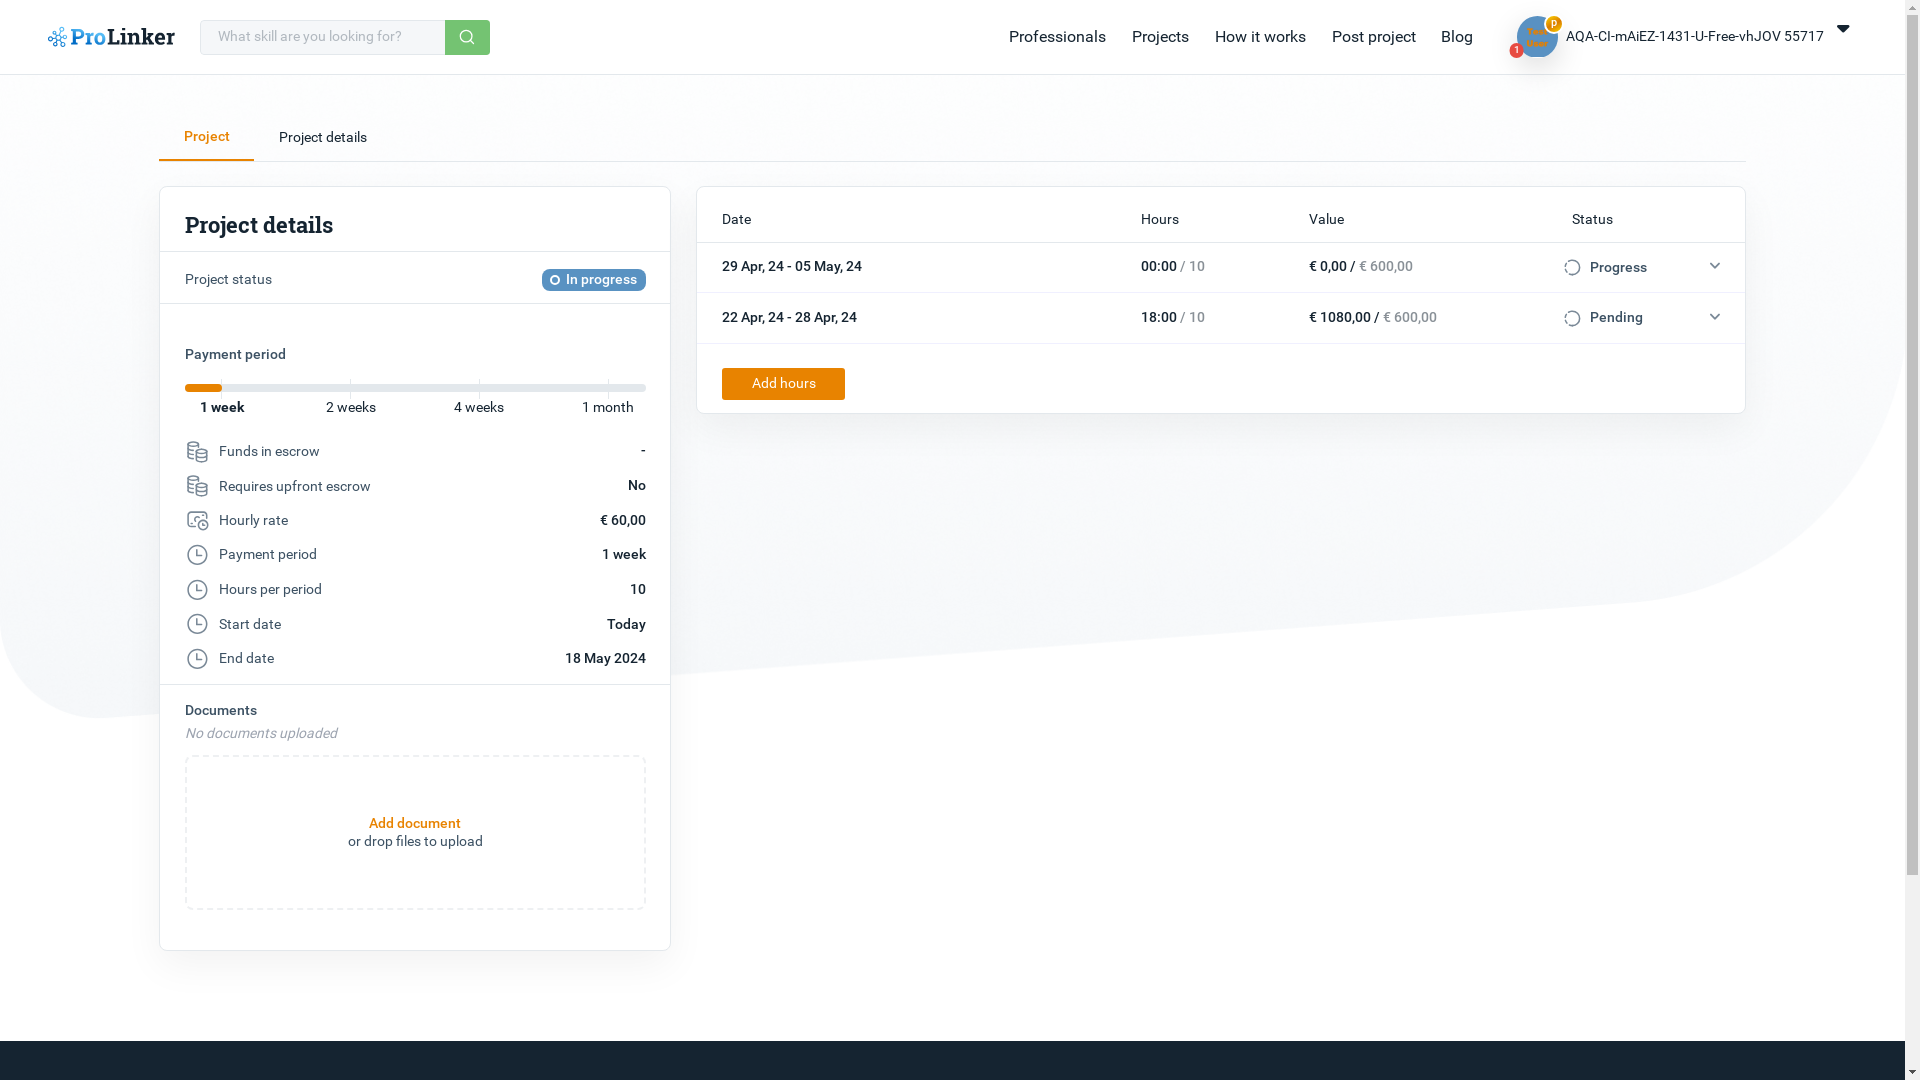 ProLinker
What skill are you looking for?
Professionals
Projects
How it works
Post project
Blog
p
1
AQA-CI-mAiEZ-1431-U-Free-vhJOV 55717
Project
Project details
Project details
Project status
In progress
Payment period
1 week
2 weeks
4 weeks
1 month
Funds in escrow -
Requires upfront escrow No
Hourly rate € 60,00
Payment period 1 week
Hours per period 10
Start date Today
End date 18 May 2024
Documents
No documents uploaded
Add document
or drop files to upload
Date Hours Value Status
29 Apr, 24 - 05 May, 24 00:00 / 10 € 0,00 / € 600,00 Progress
22 Apr, 24 - 28 Apr, 24 18:00 / 10 € 1080,00 / € 600,00 Pending
Add hours